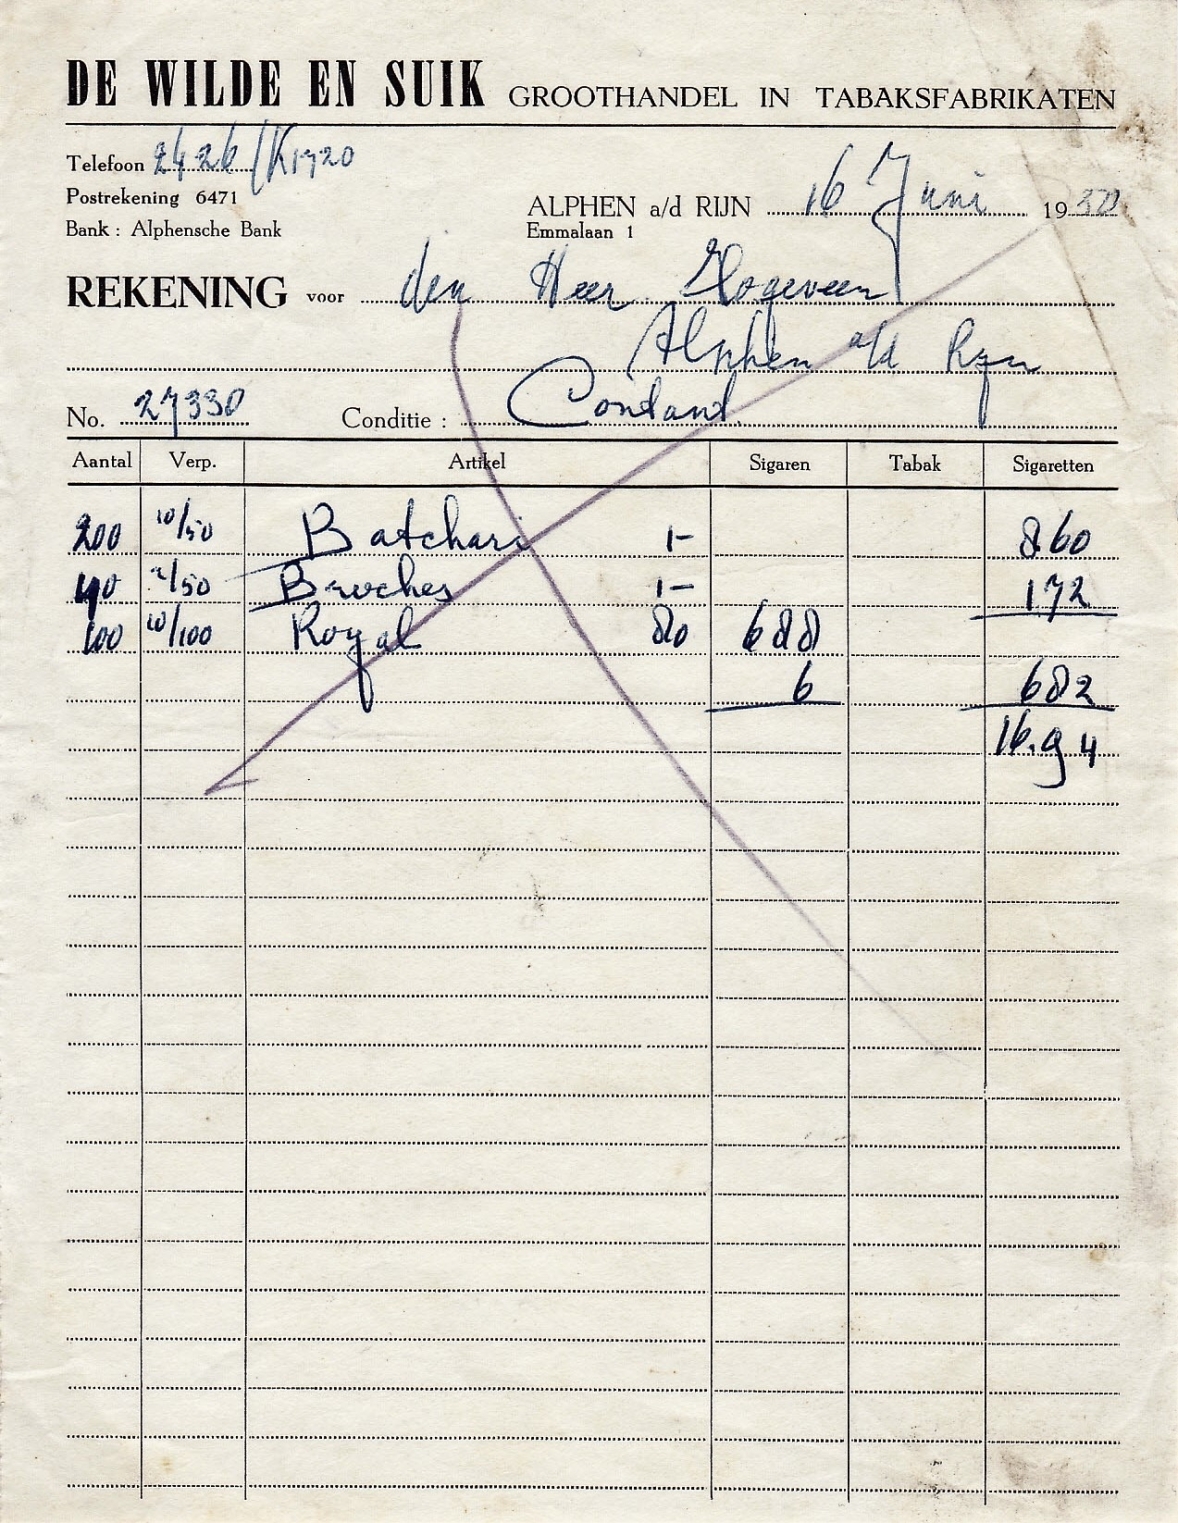 DE WILDE EN SUIK GROOTHANDEL IN TABAKSFABRIKATEN
Telefoon 2426/K1720
Postrekening 6471
Bank : Alphensche Bank
ALPHEN a/d RIJN 16 Juni 1950
Emmalaan 1
REKENING voor den Heer Hogeveen
Alphen a/d Rijn
No. 27330 Conditie : Contant.
Aantal Verp. Artikel Sigaren Tabak Sigaretten
200 10/50 Batchari 1- 860
40 2/50 1- 172
100 10/100 Royal 80 688
6 682
16.94